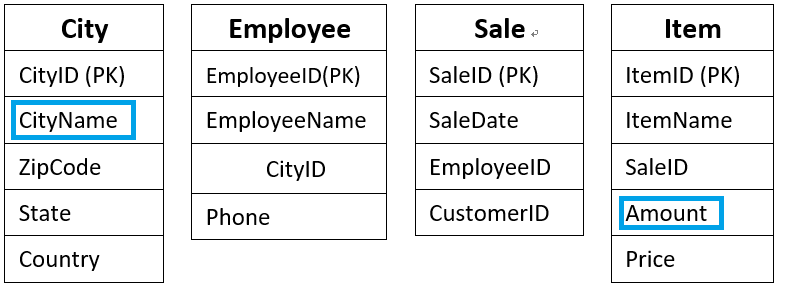 City
CityID (PK)
CityName
ZipCode
State
Country
Employee
EmployeeID(PK)
EmployeeName
CityID
Phone
Sale
SaleID (PK)
SaleDate
EmployeeID
CustomerID
Item
ItemID (PK)
ItemName
SaleID
Amount
Price